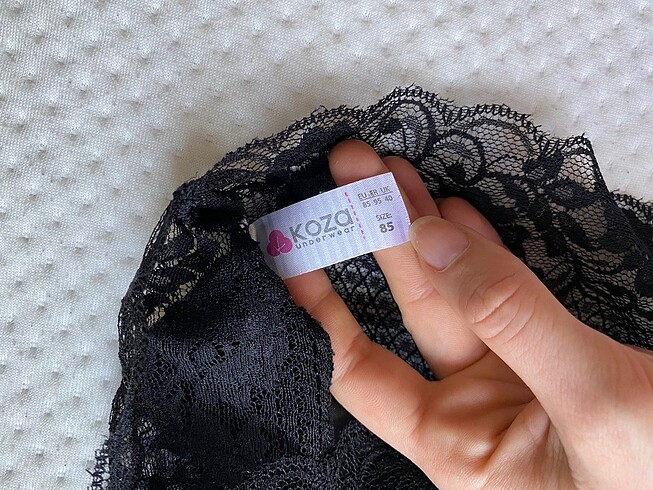 KOZA
underwear
EU FR UK
85 95 40
SIZE:
85